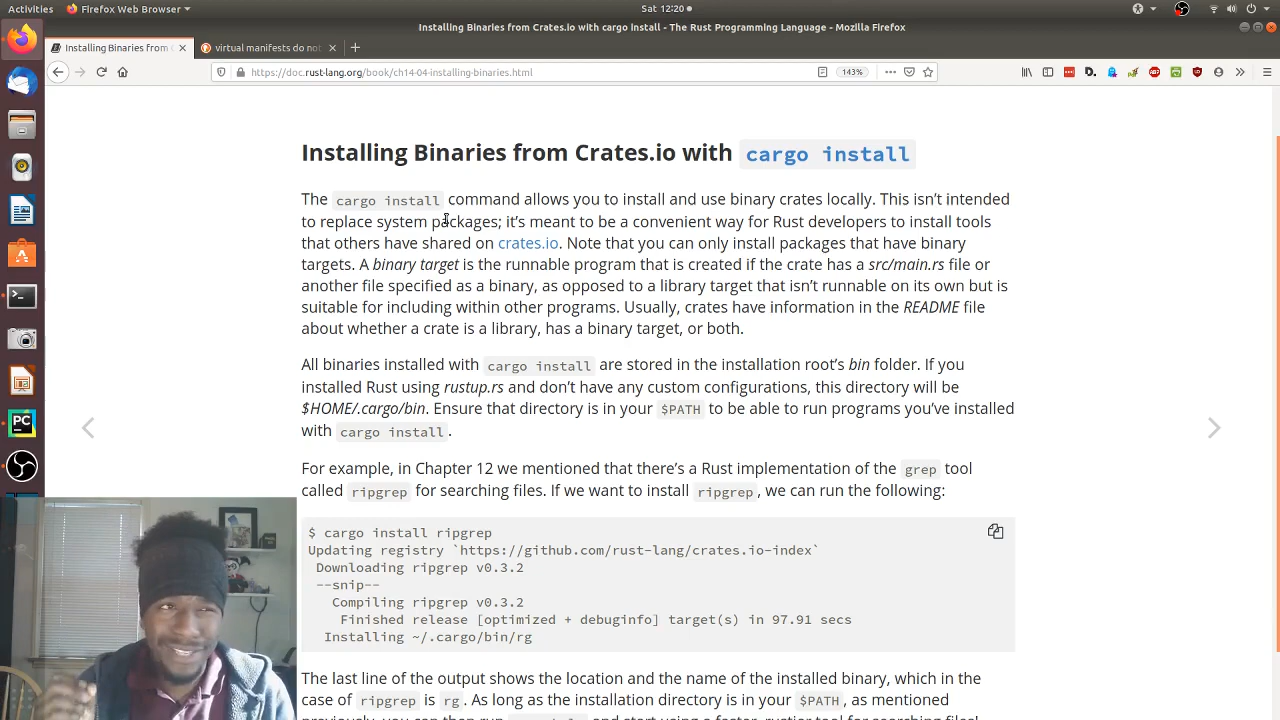 Activities Firefox Web Browser Sat 12:20
Installing Binaries from Crates.io with cargo install - The Rust Programming Language - Mozilla Firefox
Installing Binaries from C virtual manifests do not
https://doc.rust-lang.org/book/ch14-04-installing-binaries.html 143%
Installing Binaries from Crates.io with cargo install
The cargo install command allows you to install and use binary crates locally. This isn’t intended
to replace system packages; it’s meant to be a convenient way for Rust developers to install tools
that others have shared on crates.io. Note that you can only install packages that have binary
targets. A binary target is the runnable program that is created if the crate has a src/main.rs file or
another file specified as a binary, as opposed to a library target that isn’t runnable on its own but is
suitable for including within other programs. Usually, crates have information in the README file
about whether a crate is a library, has a binary target, or both.
All binaries installed with cargo install are stored in the installation root’s bin folder. If you
installed Rust using rustup.rs and don’t have any custom configurations, this directory will be
$HOME/.cargo/bin. Ensure that directory is in your $PATH to be able to run programs you’ve installed
with cargo install.
For example, in Chapter 12 we mentioned that there’s a Rust implementation of the grep tool
called ripgrep for searching files. If we want to install ripgrep, we can run the following:
$ cargo install ripgrep
Updating registry `https://github.com/rust-lang/crates.io-index`
Downloading ripgrep v0.3.2
--snip--
Compiling ripgrep v0.3.2
Finished release [optimized + debuginfo] target(s) in 97.91 secs
Installing ~/.cargo/bin/rg
The last line of the output shows the location and the name of the installed binary, which in the
case of ripgrep is rg. As long as the installation directory is in your $PATH, as mentioned